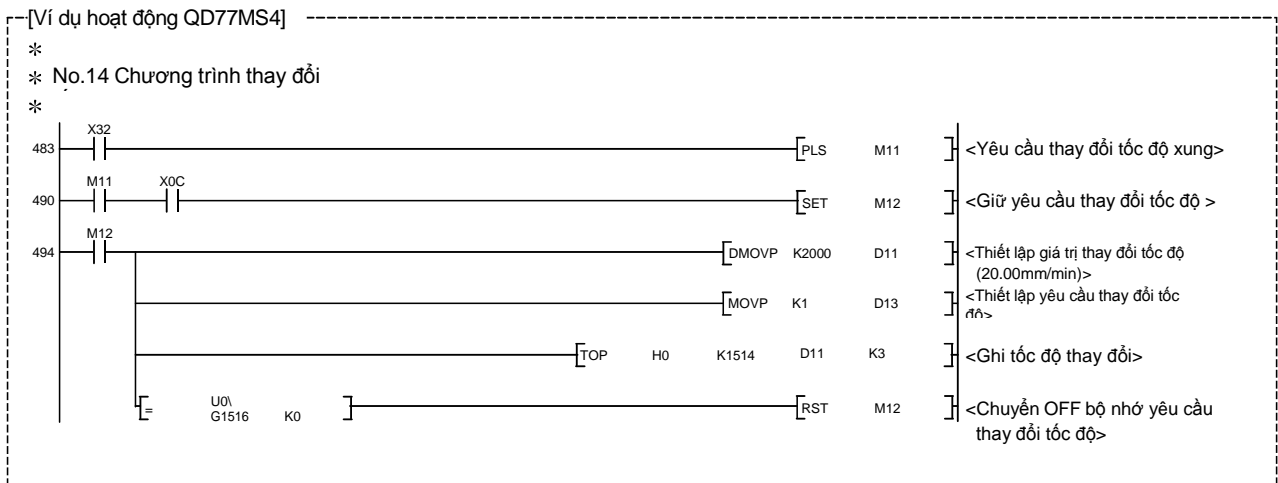 [Ví dụ hoạt động QD77MS4]
*
* No.14 Chương trình thay đổi
*
X32
483 PLS M11 <Yêu cầu thay đổi tốc độ xung>
M11 X0C
490 SET M12 <Giữ yêu cầu thay đổi tốc độ >
M12
494 DMOVP K2000 D11 <Thiết lập giá trị thay đổi tốc độ
(20.00mm/min)>
MOVP K1 D13 <Thiết lập yêu cầu thay đổi tốc
độ>
TOP H0 K1514 D11 K3 <Ghi tốc độ thay đổi>
= U0\
G1516 K0 RST M12 <Chuyển OFF bộ nhớ yêu cầu
thay đổi tốc độ>